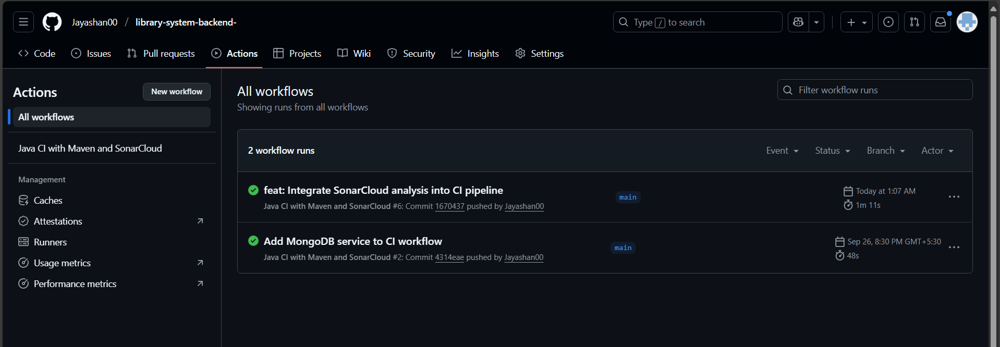 Jayashan00 / library-system-backend-
Type / to search
Code Issues Pull requests Actions Projects Wiki Security Insights Settings
Actions
New workflow
All workflows
Java CI with Maven and SonarCloud
Management
Caches
Attestations
Runners
Usage metrics
Performance metrics
All workflows
Showing runs from all workflows
Filter workflow runs
2 workflow runs
Event Status Branch Actor
feat: Integrate SonarCloud analysis into CI pipeline
Java CI with Maven and SonarCloud #6: Commit 1670437 pushed by Jayashan00
main
Today at 1:07 AM
1m 11s
Add MongoDB service to CI workflow
Java CI with Maven and SonarCloud #2: Commit 4314eae pushed by Jayashan00
main
Sep 26, 8:30 PM GMT+5:30
48s